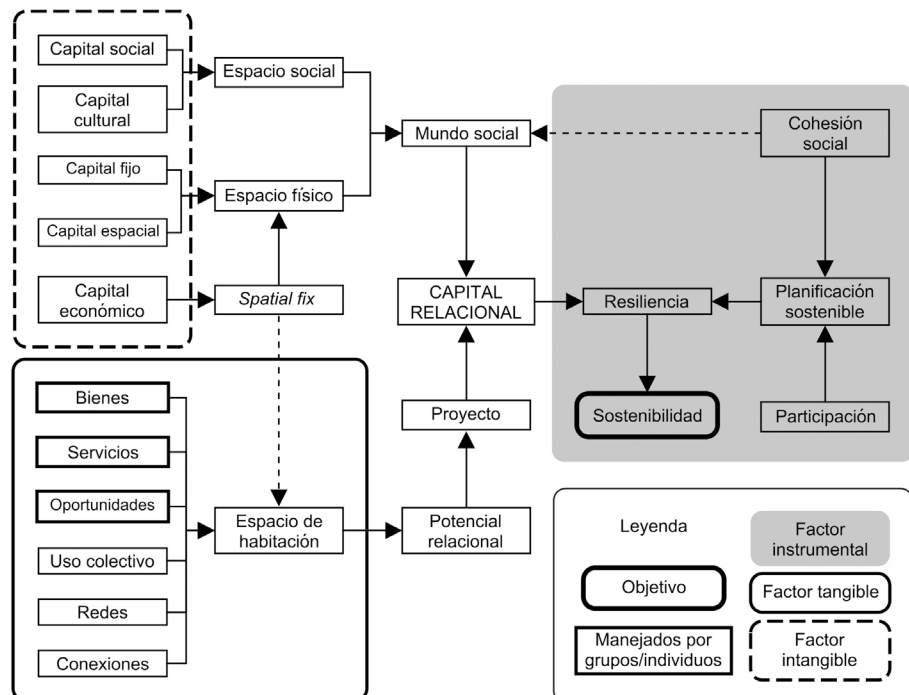 Capital social
Capital
cultural
Capital fijo
Capital espacial
Capital
económico
Espacio social
Espacio físico
Spatial fix
Mundo social
CAPITAL
RELACIONAL
Proyecto
Potencial
relacional
Bienes
Servicios
Oportunidades
Uso colectivo
Redes
Conexiones
Espacio de
habitación
Cohesión
social
Resiliencia
Planificación
sostenible
Sostenibilidad
Participación
Leyenda
Factor
instrumental
Objetivo
Factor tangible
Manejados por
grupos/individuos
Factor
intangible